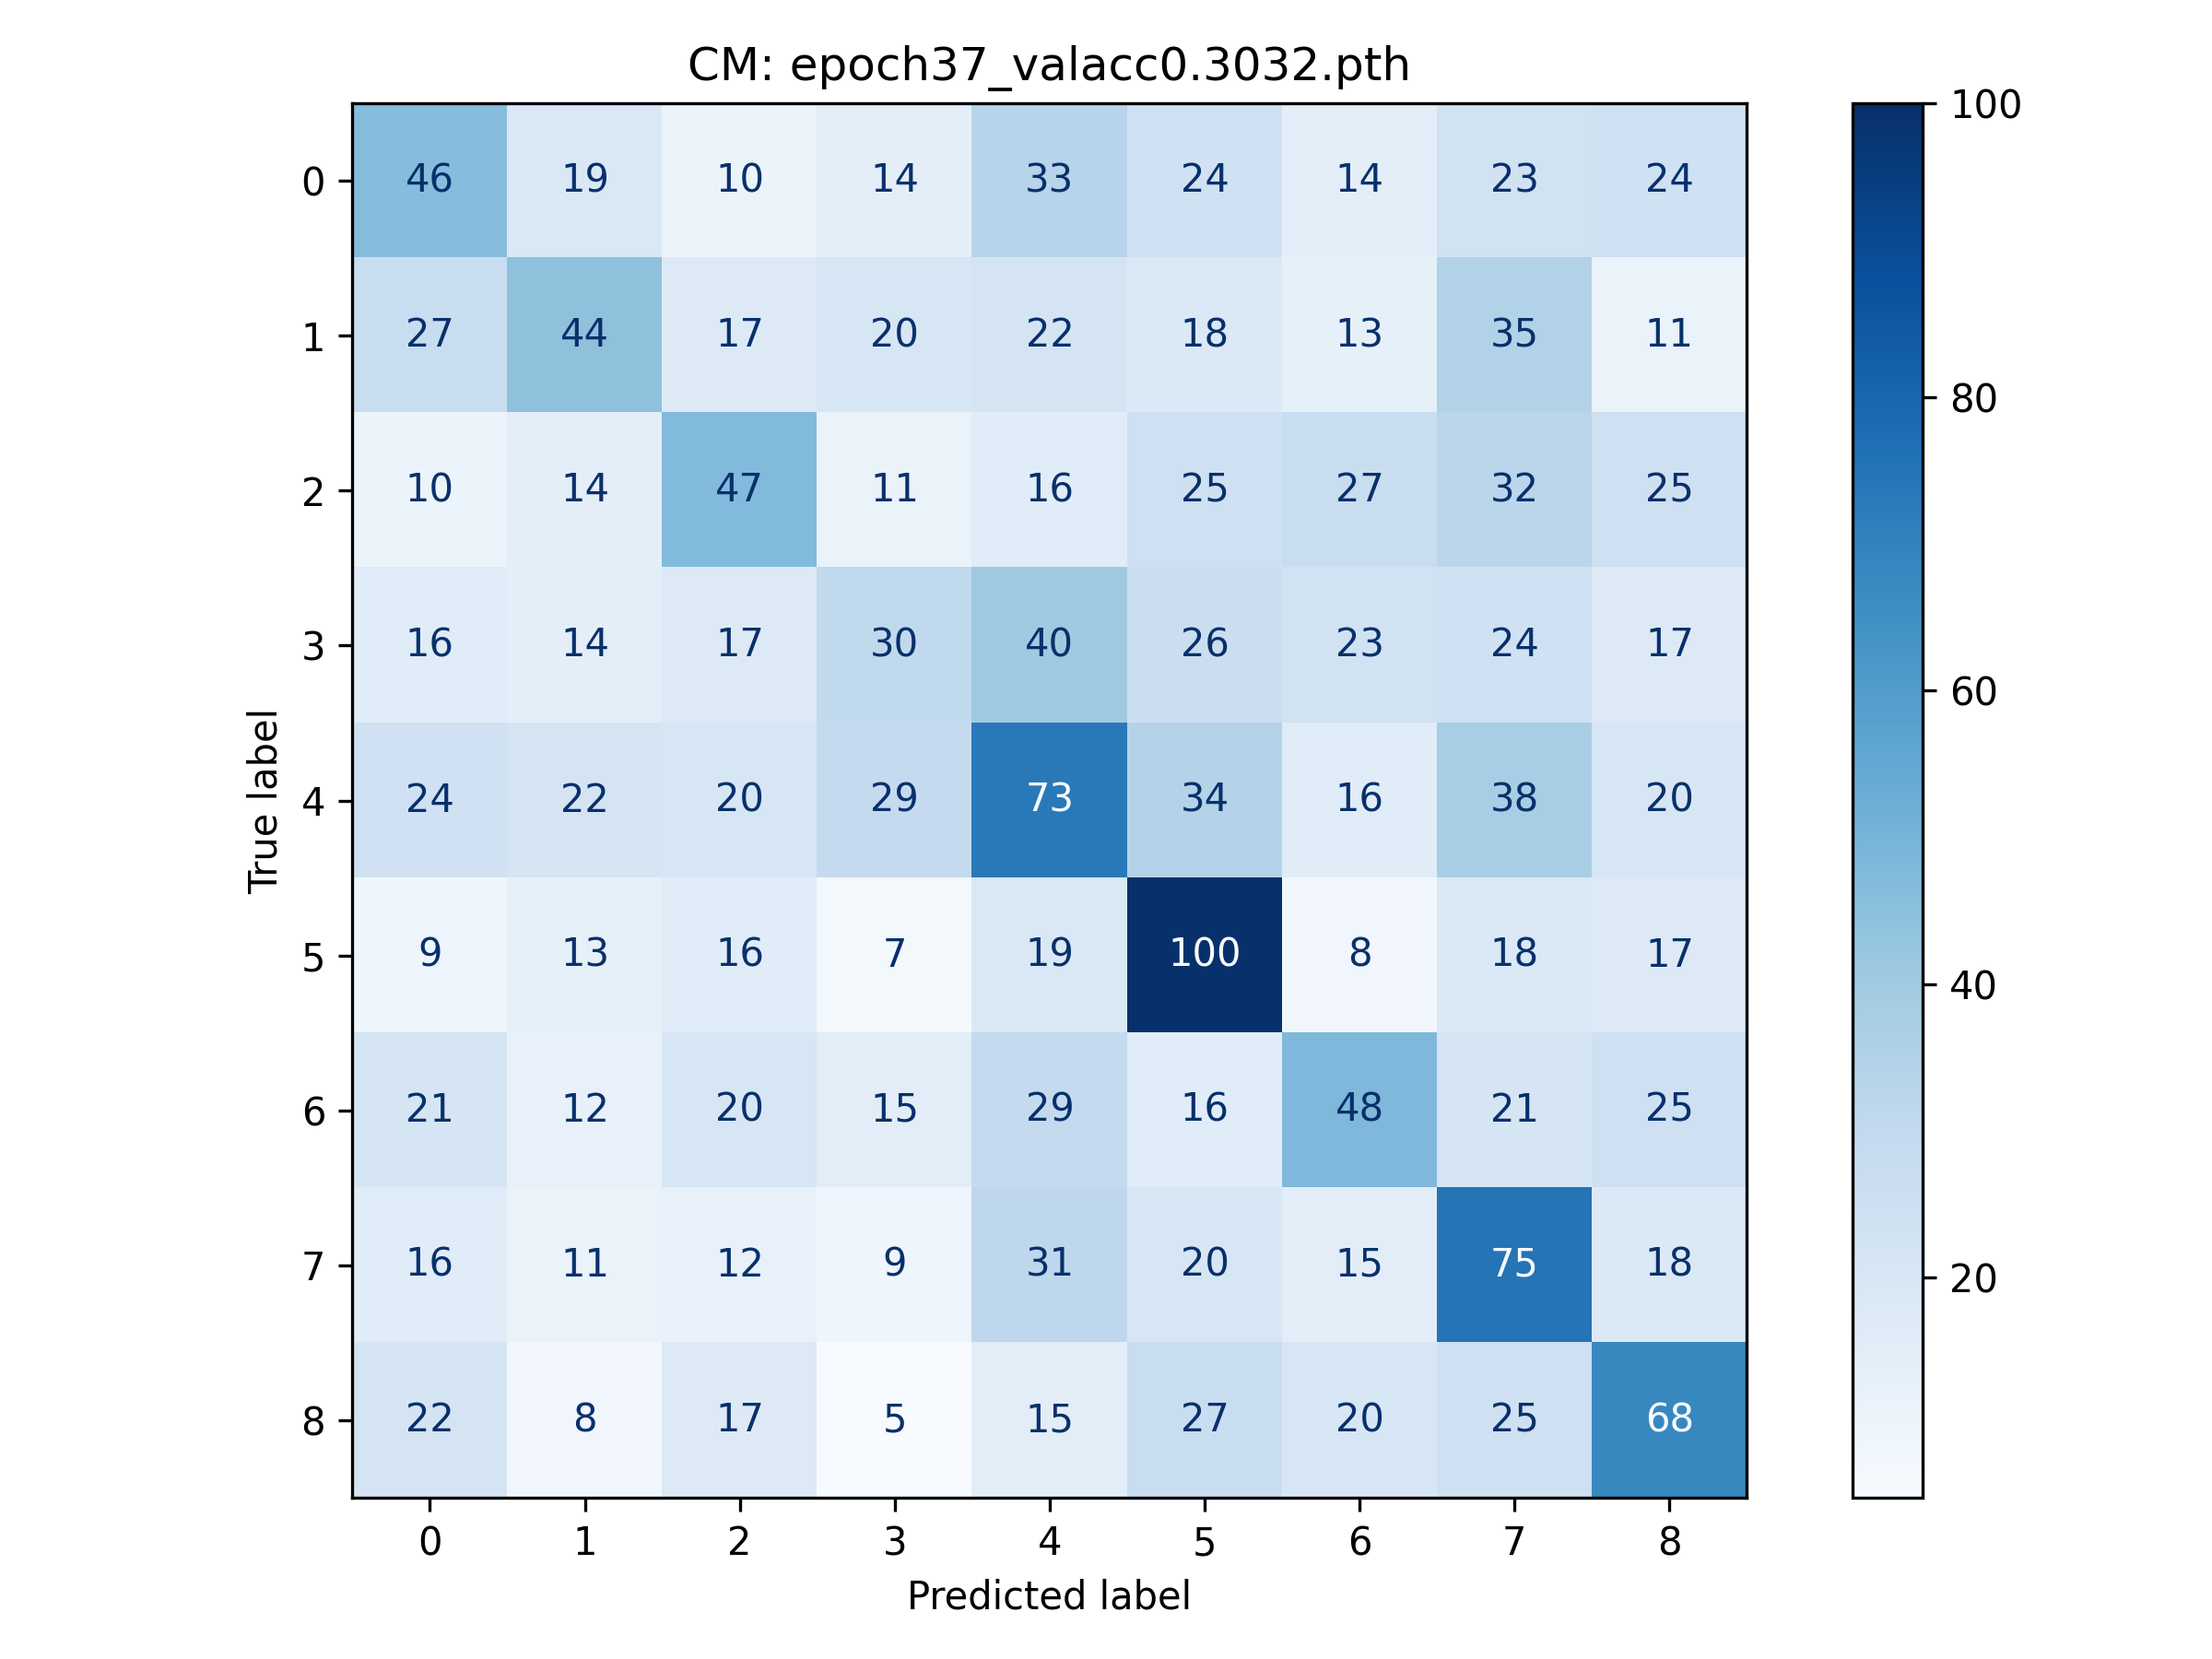 CM: epoch37_valacc0.3032.pth
100
0 46 19 10 14 33 24 14 23 24
1 27 44 17 20 22 18 13 35 11
80
2 10 14 47 11 16 25 27 32 25
3 16 14 17 30 40 26 23 24 17
60
True label
4 24 22 20 29 73 34 16 38 20
5 9 13 16 7 19 100 8 18 17
40
6 21 12 20 15 29 16 48 21 25
7 16 11 12 9 31 20 15 75 18
20
8 22 8 17 5 15 27 20 25 68
0 1 2 3 4 5 6 7 8
Predicted label